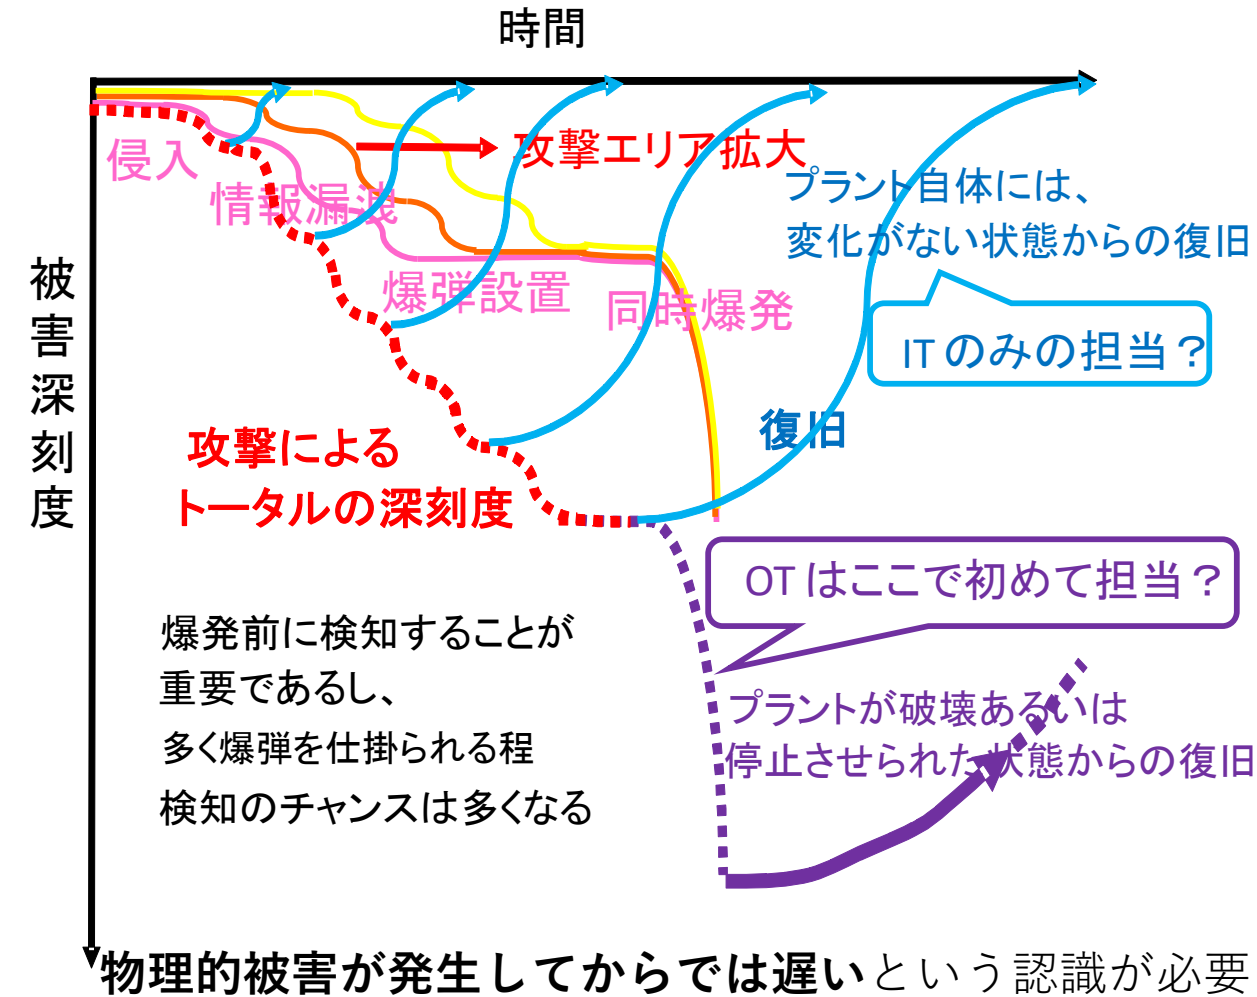 時間
侵入
攻撃エリア拡大
情報漏洩
プラント自体には、
変化がない状態からの復旧
被害深刻度
爆弾設置
同時爆発
ITのみの担当？
復旧
攻撃による
トータルの深刻度
OTはここで初めて担当？
爆発前に検知することが
重要であるし、
多く爆弾を仕掛られる程
検知のチャンスは多くなる
プラントが破壊あるいは
停止させられた状態からの復旧
物理的被害が発生してからでは遅いという認識が必要